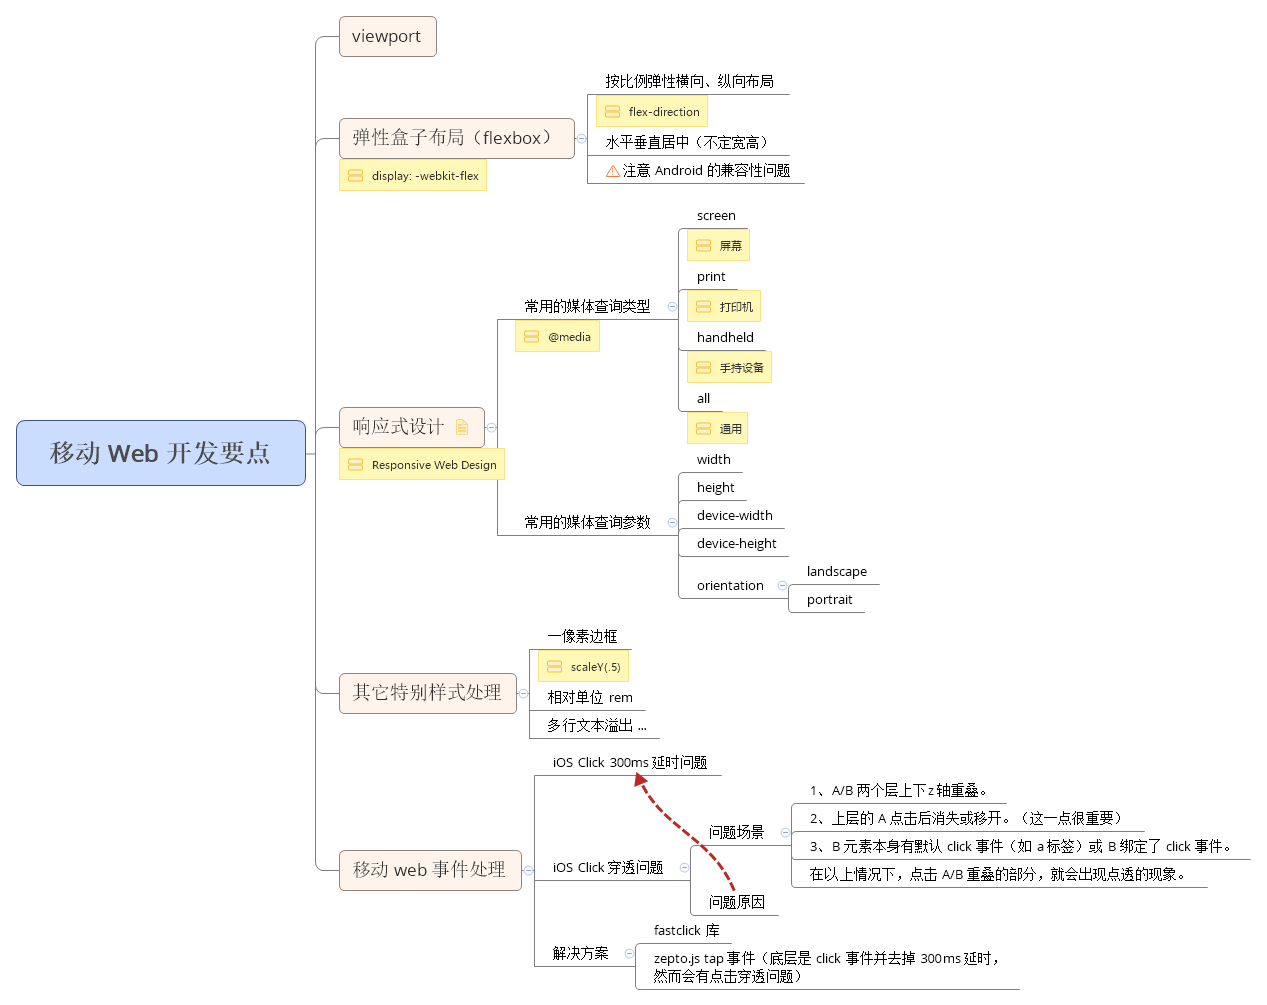 移动 Web 开发要点
viewport
弹性盒子布局（flexbox）
display: -webkit-flex
按比例弹性横向、纵向布局
flex-direction
水平垂直居中（不定宽高）
注意 Android 的兼容性问题
响应式设计
Responsive Web Design
常用的媒体查询类型
@media
screen
屏幕
print
打印机
handheld
手持设备
all
通用
常用的媒体查询参数
width
height
device-width
device-height
orientation
landscape
portrait
其它特别样式处理
一像素边框
scaleY(.5)
相对单位 rem
多行文本溢出 ...
移动 web 事件处理
iOS Click 300ms 延时问题
iOS Click 穿透问题
问题场景
1、A/B 两个层上下 z 轴重叠。
2、上层的 A 点击后消失或移开。（这一点很重要）
3、B 元素本身有默认 click 事件（如 a 标签）或 B 绑定了 click 事件。
在以上情况下，点击 A/B 重叠的部分，就会出现点透的现象。
问题原因
解决方案
fastclick 库
zepto.js tap 事件（底层是 click 事件并去掉 300ms 延时，
然而会有点击穿透问题）